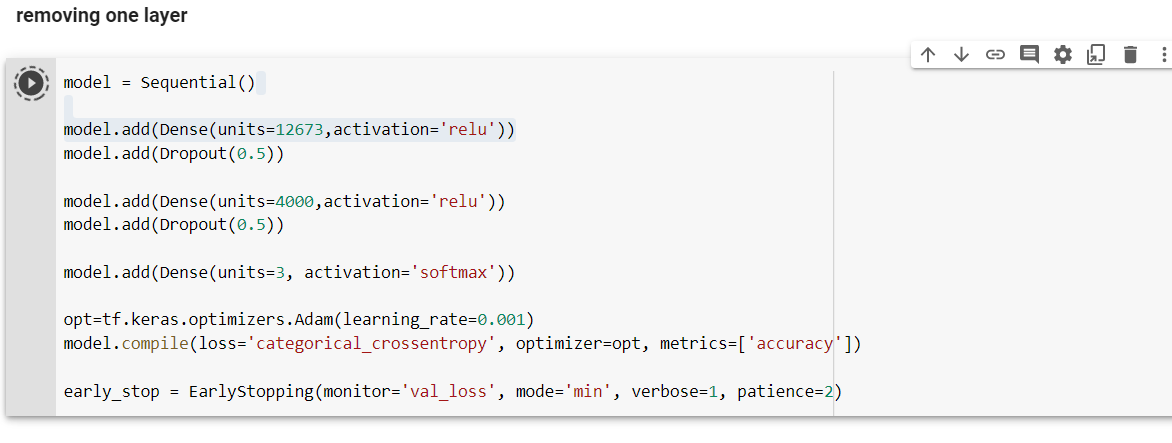 removing one layer
model = Sequential()
model.add(Dense(units=12673,activation='relu'))
model.add(Dropout(0.5))
model.add(Dense(units=4000,activation='relu'))
model.add(Dropout(0.5))
model.add(Dense(units=3, activation='softmax'))
opt=tf.keras.optimizers.Adam(learning_rate=0.001)
model.compile(loss='categorical_crossentropy', optimizer=opt, metrics=['accuracy'])
early_stop = EarlyStopping(monitor='val_loss', mode='min', verbose=1, patience=2)